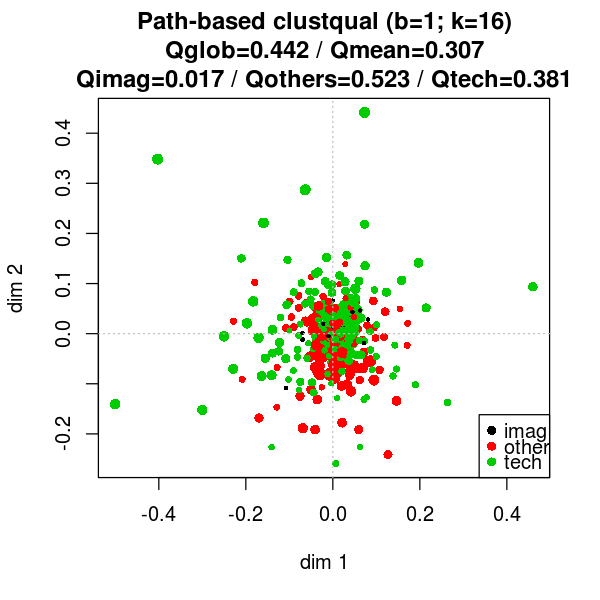 Path-based clustqual (b=1; k=16)
Qglob=0.442 / Qmean=0.307
Qimag=0.017 / Qothers=0.523 / Qtech=0.381
0.4
0.3
0.2
0.1
0.0
-0.2
dim 2
imag
other
tech
-0.4
-0.2
0.0
0.2
0.4
dim 1